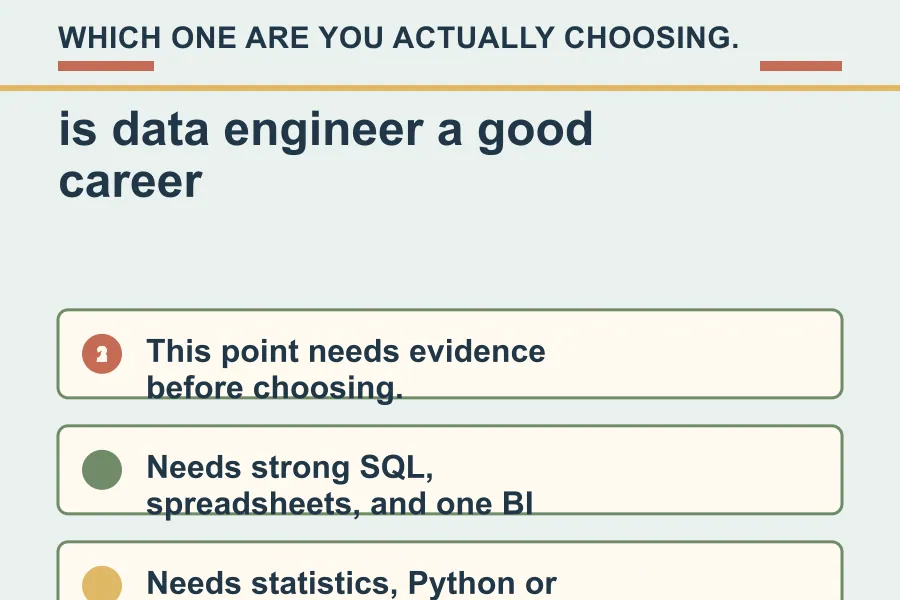 WHICH ONE ARE YOU ACTUALLY CHOOSING.
is data engineer a good
career
This point needs evidence
before choosing.
Needs strong SQL,
spreadsheets, and one BI
Needs statistics, Python or